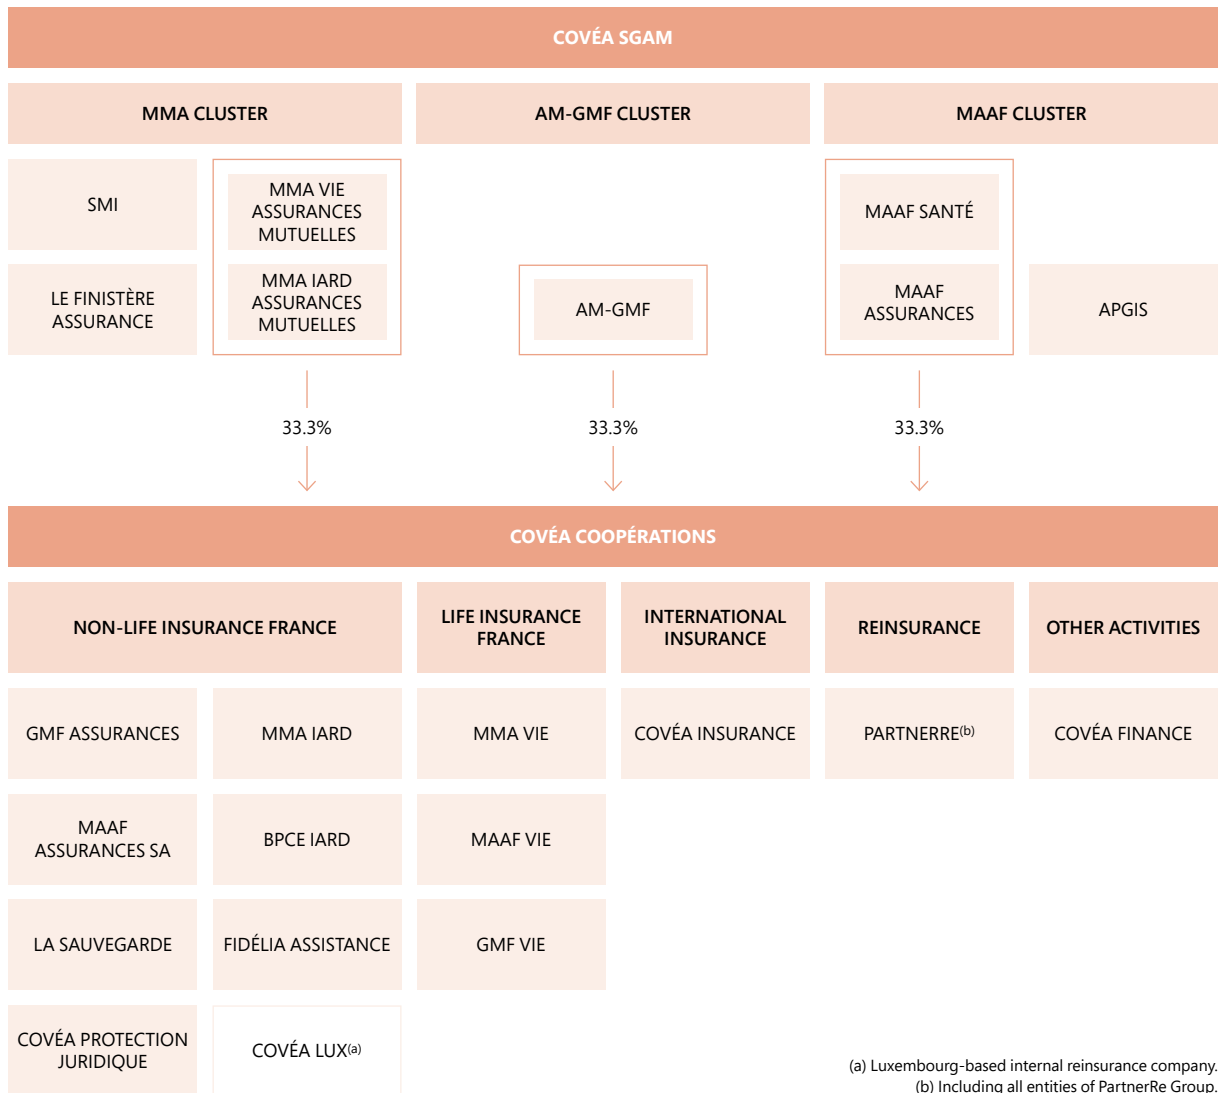 COVÉA SGAM
MMA CLUSTER
AM-GMF CLUSTER
MAAF CLUSTER
SMI
MMA VIE
ASSURANCES
MUTUELLES
MAAF SANTÉ
LE FINISTÈRE
ASSURANCE
MMA IARD
ASSURANCES
MUTUELLES
AM-GMF
MAAF
ASSURANCES
APGIS
33.3%
33.3%
33.3%
COVÉA COOPÉRATIONS
NON-LIFE INSURANCE FRANCE
LIFE INSURANCE
FRANCE
INTERNATIONAL
INSURANCE
REINSURANCE
OTHER ACTIVITIES
GMF ASSURANCES
MMA IARD
MMA VIE
COVÉA INSURANCE
PARTNERRE(b)
COVÉA FINANCE
MAAF
ASSURANCES SA
BPCE IARD
MAAF VIE
LA SAUVEGARDE
FIDÉLIA ASSISTANCE
GMF VIE
COVÉA PROTECTION
JURIDIQUE
COVÉA LUX(a)
(a) Luxembourg-based internal reinsurance company.
(b) Including all entities of PartnerRe Group.